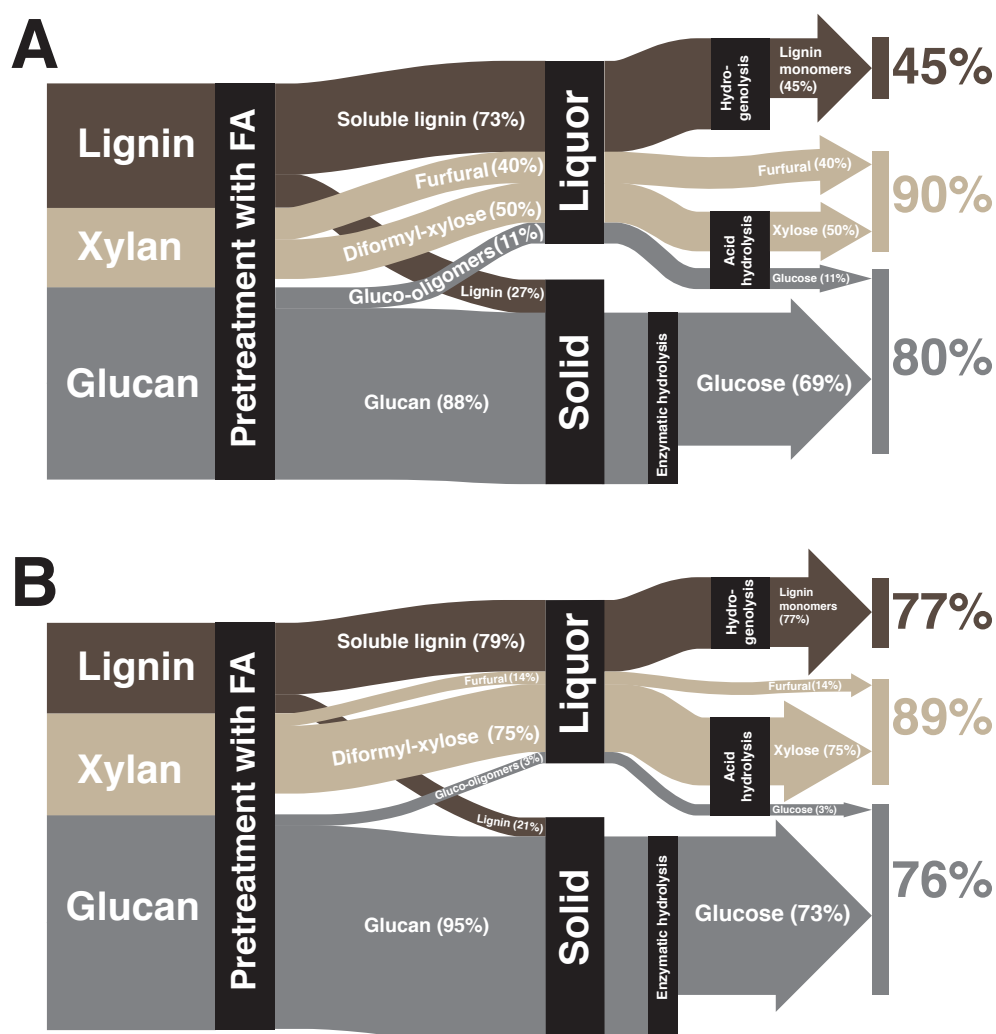 A
Lignin
Xylan
Glucan
Pretreatment with FA
Soluble lignin (73%)
Furfural (40%)
Diformyl-xylose (50%)
Gluco-oligomers (11%)
Lignin (27%)
Glucan (88%)
Liquor
Solid
Hydro-
genolysis
Acid
hydrolysis
Enzymatic hydrolysis
Lignin
monomers
(45%)
Furfural (40%)
Xylose (50%)
Glucose (11%)
Glucose (69%)
45%
90%
80%
B
Lignin
Xylan
Glucan
Pretreatment with FA
Soluble lignin (79%)
Furfural (14%)
Diformyl-xylose (75%)
Gluco-oligomers (3%)
Lignin (21%)
Glucan (95%)
Liquor
Solid
Hydro-
genolysis
Acid
hydrolysis
Enzymatic hydrolysis
Lignin
monomers
(77%)
Furfural (14%)
Xylose (75%)
Glucose (3%)
Glucose (73%)
77%
89%
76%